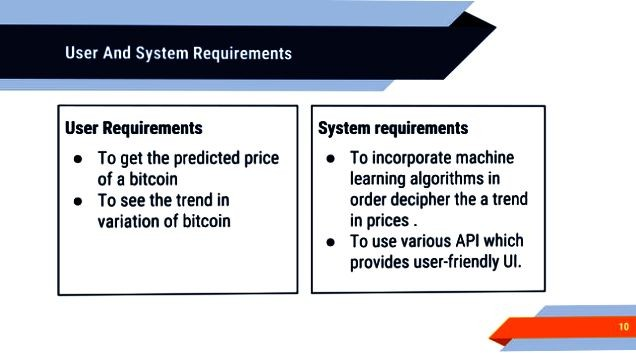 User And System Requirements
User Requirements
● To get the predicted price
of a bitcoin
● To see the trend in
variation of bitcoin
System requirements
● To incorporate machine
learning algorithms in
order decipher the a trend
in prices .
● To use various API which
provides user-friendly UI.
10